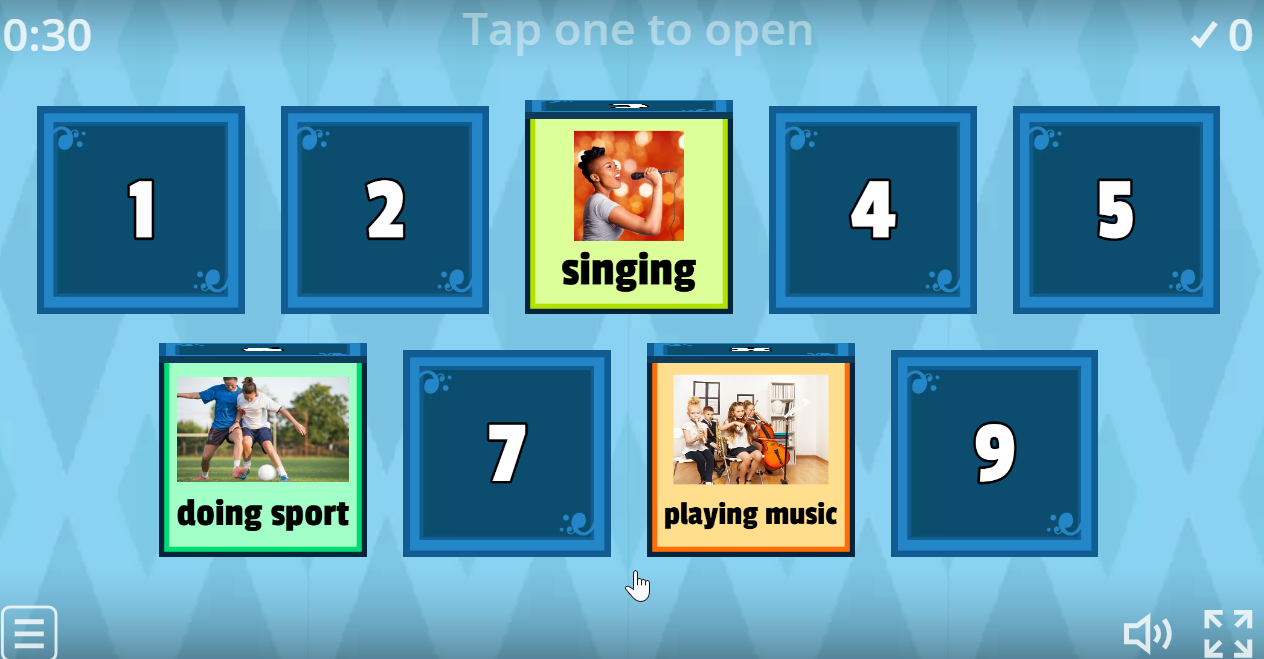 0:30
Tap one to open
✓ 0
1
2
singing
4
5
doing sport
7
playing music
9